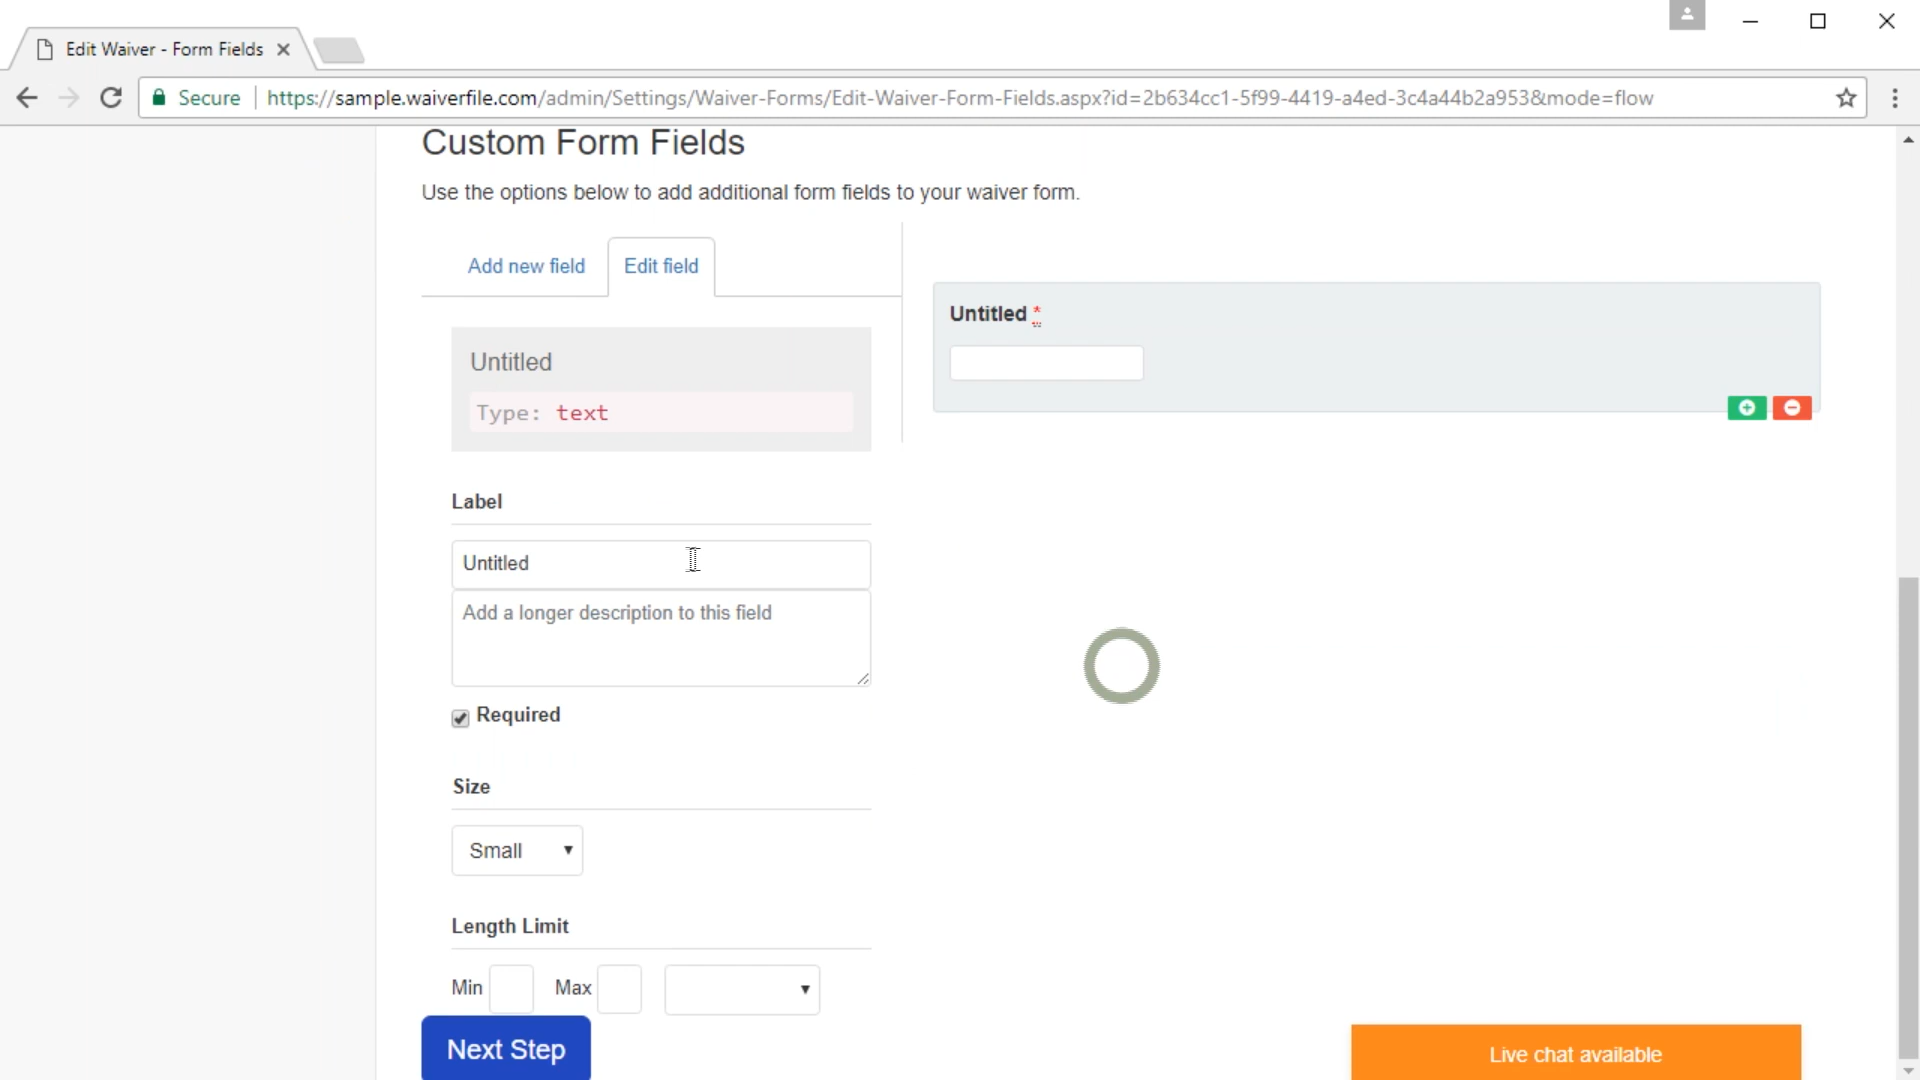 Edit Waiver - Form Fields
Secure
https://sample.waiverfile.com/admin/Settings/Waiver-Forms/Edit-Waiver-Form-Fields.aspx?id=2b634cc1-5f99-4419-a4ed-3c4a44b2a953&mode=flow
Custom Form Fields
Use the options below to add additional form fields to your waiver form.
Add new field
Edit field
Untitled *
Untitled
Type: text
Label
Untitled
Add a longer description to this field
Required
Size
Small
Length Limit
Min
Max
Next Step
Live chat available